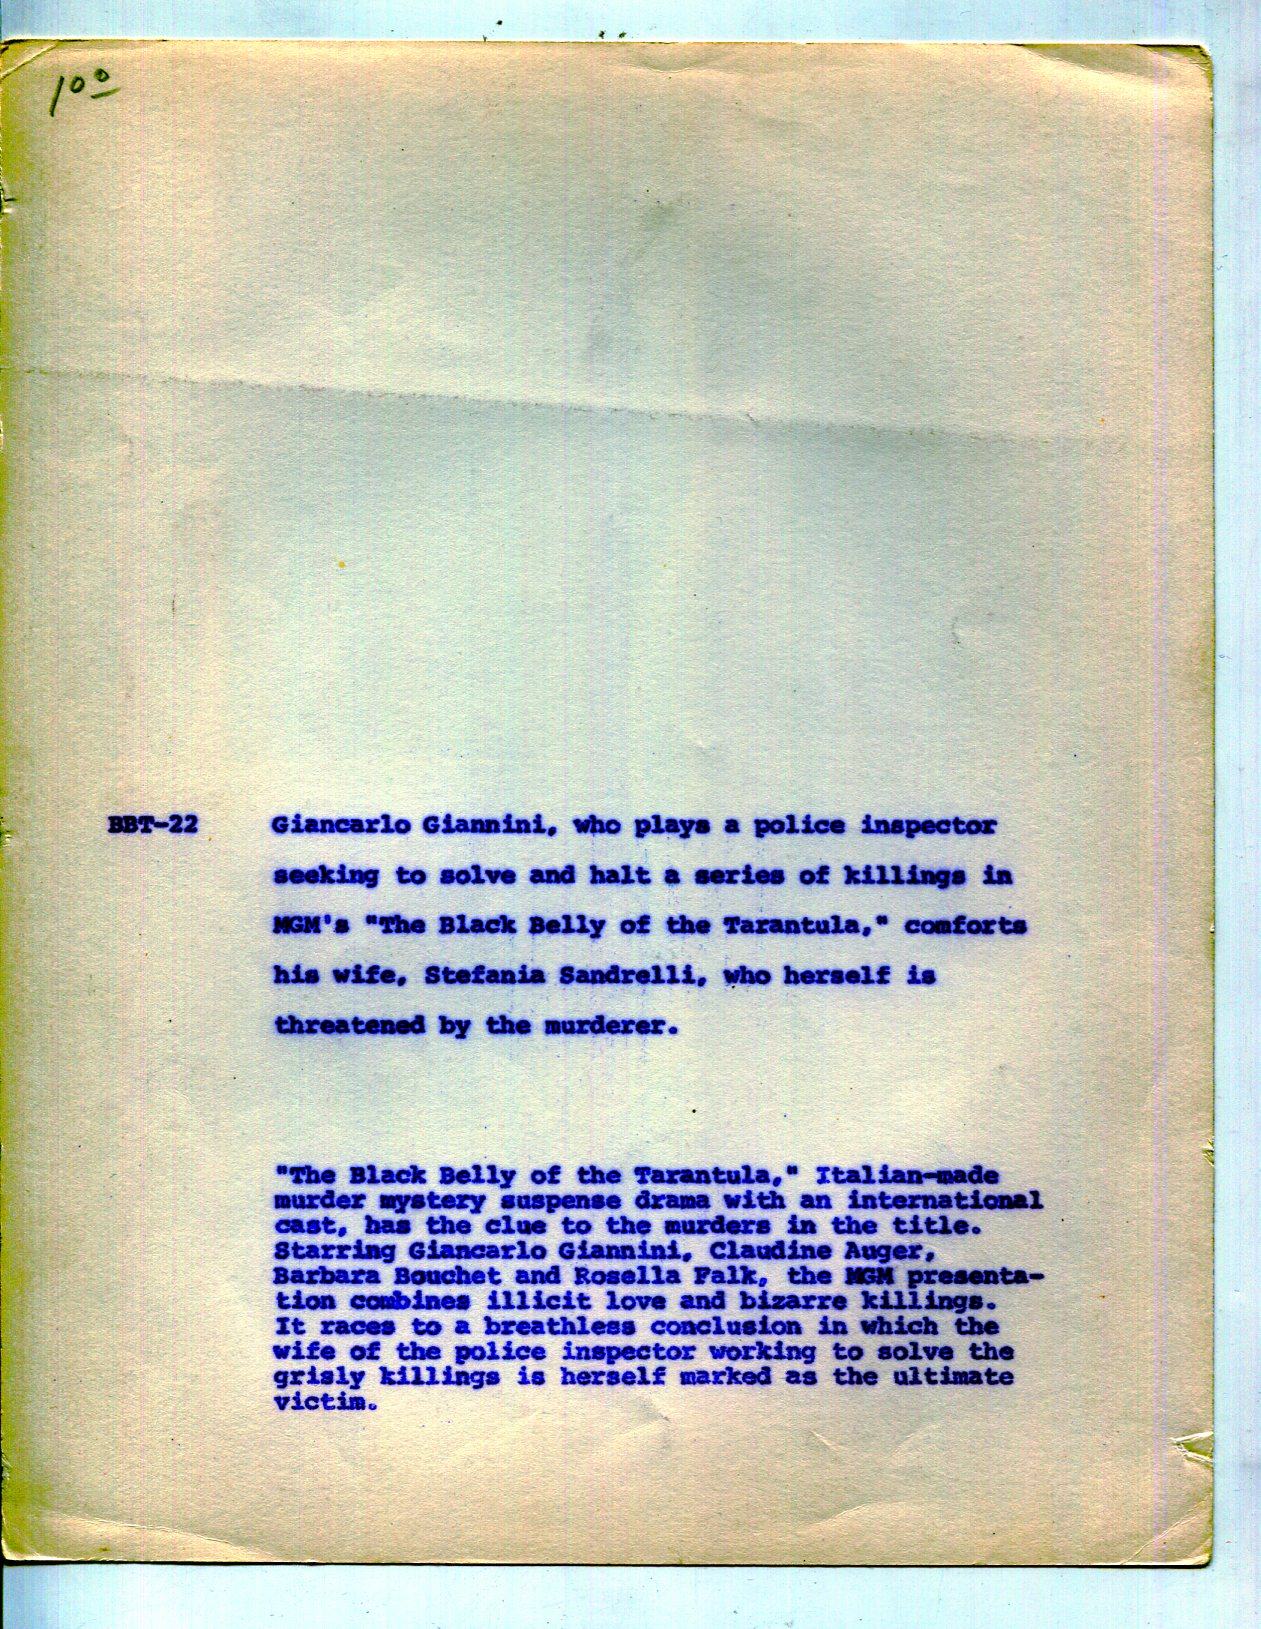 10⁰
BBT-22 Giancarlo Giannini, who plays a police inspector
seeking to solve and halt a series of killings in
MGM's "The Black Belly of the Tarantula," comforts
his wife, Stefania Sandrelli, who herself is
threatened by the murderer.
"The Black Belly of the Tarantula," Italian-made
murder mystery suspense drama with an international
cast, has the clue to the murders in the title.
Starring Giancarlo Giannini, Claudine Auger,
Barbara Bouchet and Rosella Falk, the MGM presenta-
tion combines illicit love and bizarre killings.
It races to a breathless conclusion in which the
wife of the police inspector working to solve the
grisly killings is herself marked as the ultimate
victim.